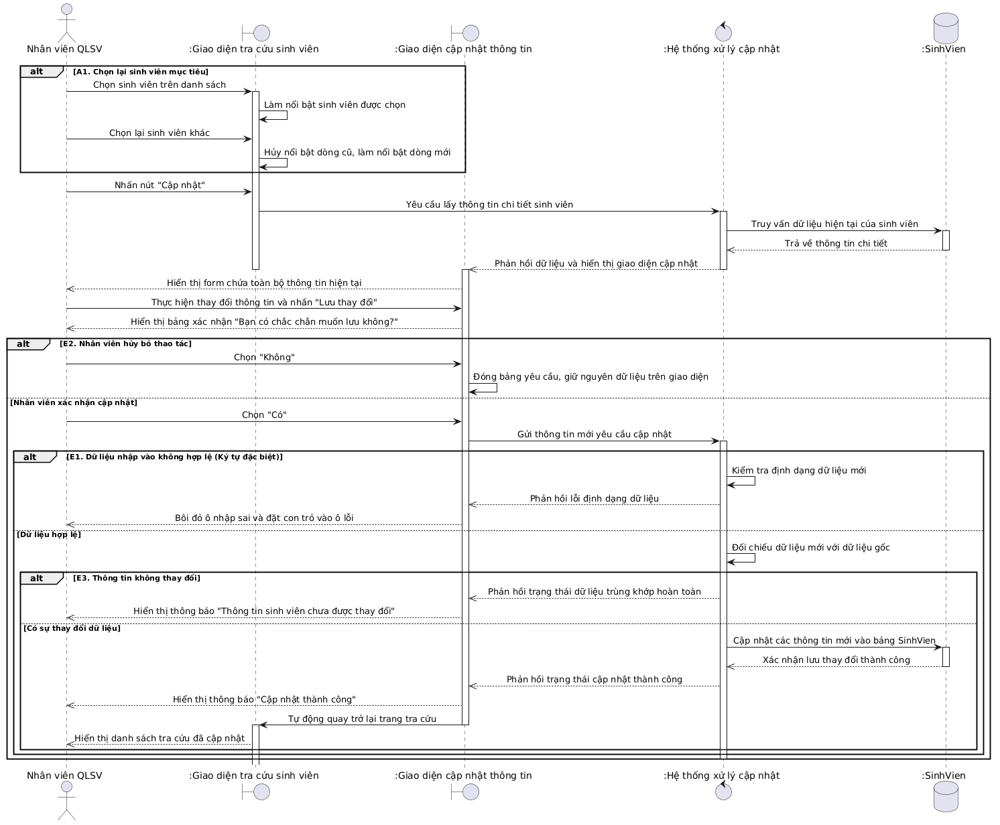 Nhân viên QLSV
:Giao diện tra cứu sinh viên
:Giao diện cập nhật thông tin
:Hệ thống xử lý cập nhật
:SinhVien
alt
[A1. Chọn lại sinh viên mục tiêu]
Chọn sinh viên trên danh sách
Làm nổi bật sinh viên được chọn
Chọn lại sinh viên khác
Hủy nổi bật dòng cũ, làm nổi bật dòng mới
Nhấn nút "Cập nhật"
Yêu cầu lấy thông tin chi tiết sinh viên
Truy vấn dữ liệu hiện tại của sinh viên
Trả về thông tin chi tiết
Phản hồi dữ liệu và hiển thị giao diện cập nhật
Hiển thị form chứa toàn bộ thông tin hiện tại
Thực hiện thay đổi thông tin và nhấn "Lưu thay đổi"
Hiển thị bảng xác nhận "Bạn có chắc chắn muốn lưu không?"
alt
[E2. Nhân viên hủy bỏ thao tác]
Chọn "Không"
Đóng bảng yêu cầu, giữ nguyên dữ liệu trên giao diện
[Nhân viên xác nhận cập nhật]
Chọn "Có"
Gửi thông tin mới yêu cầu cập nhật
alt
[E1. Dữ liệu nhập vào không hợp lệ (Ký tự đặc biệt)]
Kiểm tra định dạng dữ liệu mới
Phản hồi lỗi định dạng dữ liệu
Bôi đỏ ô nhập sai và đặt con trỏ vào ô lỗi
[Dữ liệu hợp lệ]
Đối chiếu dữ liệu mới với dữ liệu gốc
alt
[E3. Thông tin không thay đổi]
Phản hồi trạng thái dữ liệu trùng khớp hoàn toàn
Hiển thị thông báo "Thông tin sinh viên chưa được thay đổi"
[Có sự thay đổi dữ liệu]
Cập nhật các thông tin mới vào bảng SinhVien
Xác nhận lưu thay đổi thành công
Phản hồi trạng thái cập nhật thành công
Hiển thị thông báo "Cập nhật thành công"
Tự động quay trở lại trang tra cứu
Hiển thị danh sách tra cứu đã cập nhật
Nhân viên QLSV
:Giao diện tra cứu sinh viên
:Giao diện cập nhật thông tin
:Hệ thống xử lý cập nhật
:SinhVien